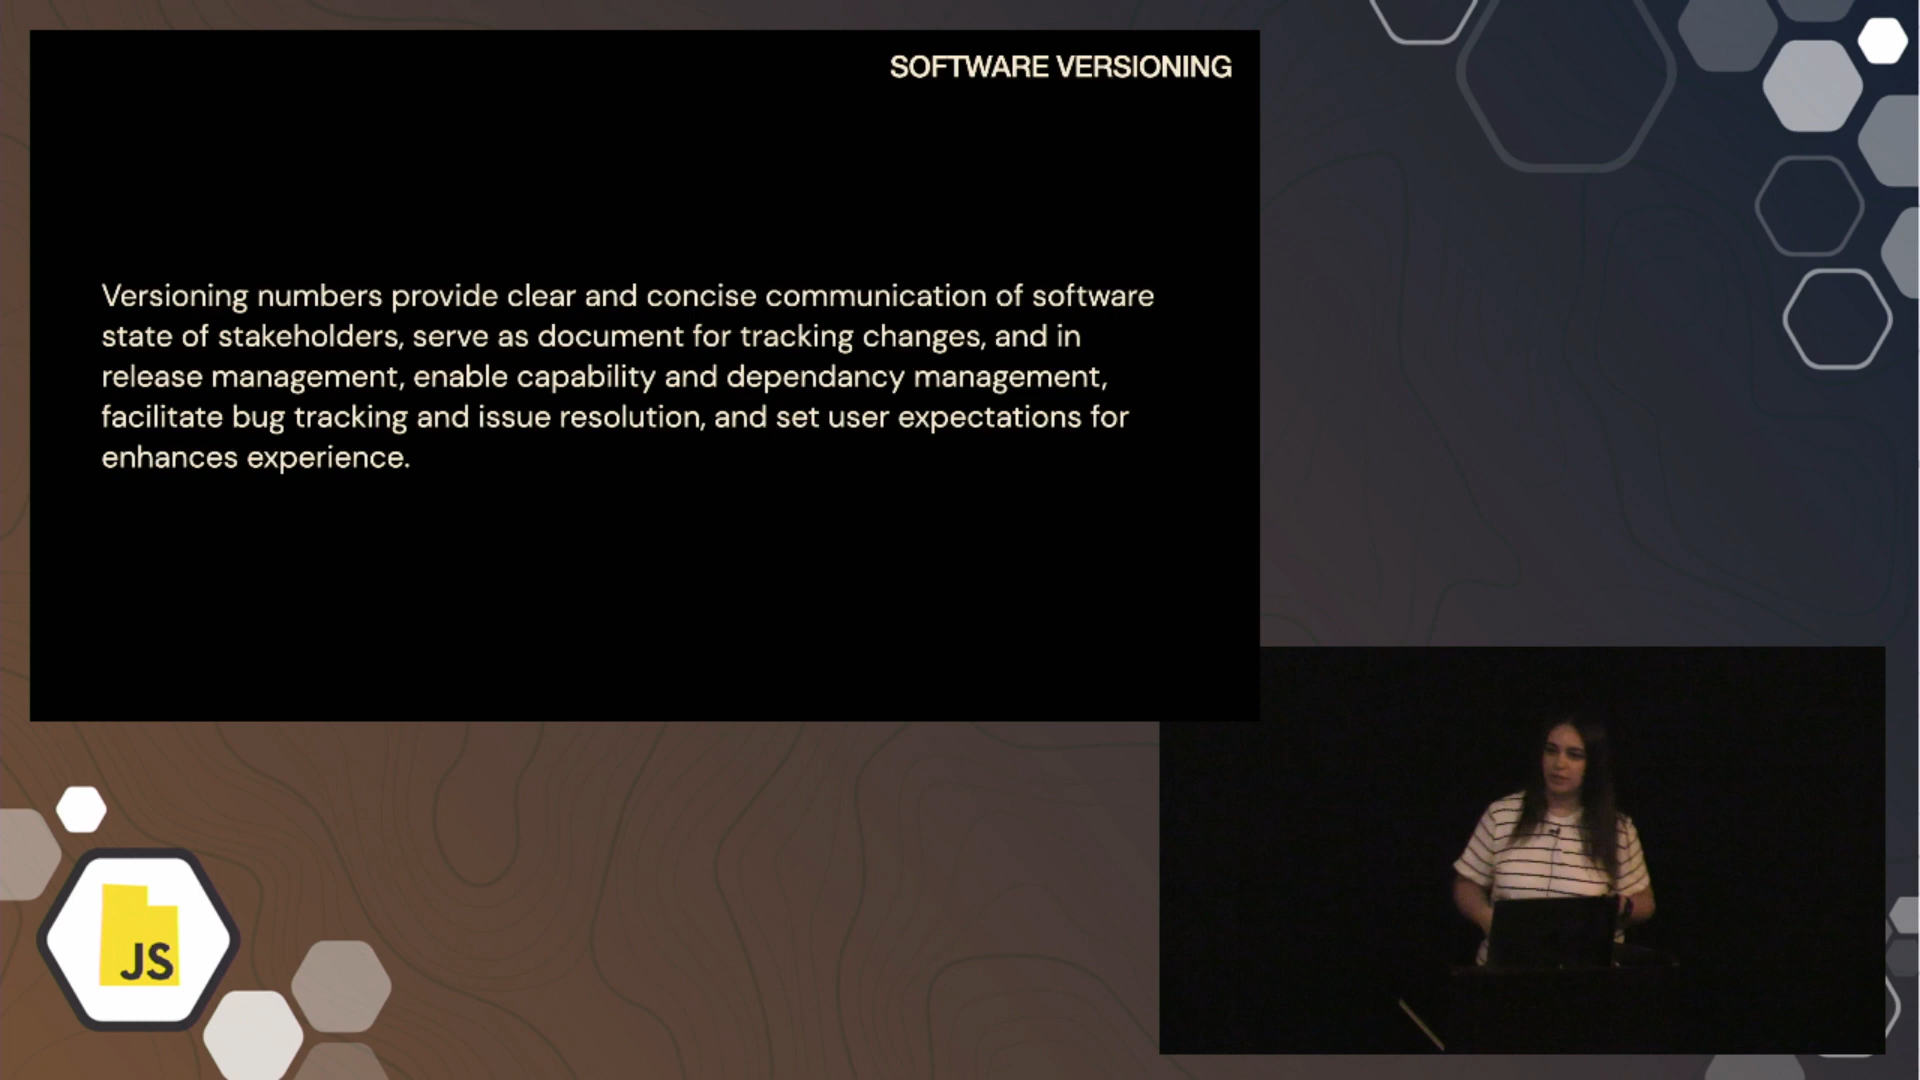 SOFTWARE VERSIONING
Versioning numbers provide clear and concise communication of software
state of stakeholders, serve as document for tracking changes, and in
release management, enable capability and dependancy management,
facilitate bug tracking and issue resolution, and set user expectations for
enhances experience.
JS